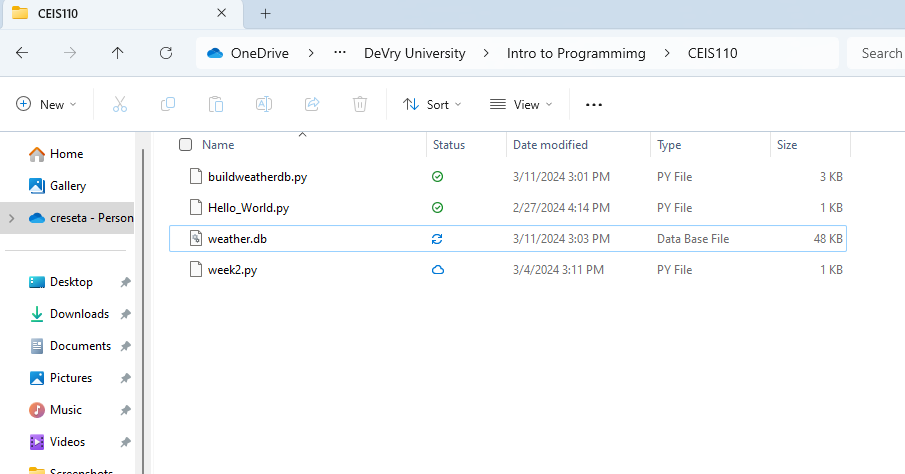 CEIS110
OneDrive > ... DeVry University > Intro to Programmimg > CEIS110
Search
New
Sort
View
Name Status Date modified Type Size
buildweatherdb.py 3/11/2024 3:01 PM PY File 3 KB
Hello_World.py 2/27/2024 4:14 PM PY File 1 KB
weather.db 3/11/2024 3:03 PM Data Base File 48 KB
week2.py 3/4/2024 3:11 PM PY File 1 KB
Home
Gallery
creseta - Person
Desktop
Downloads
Documents
Pictures
Music
Videos
Screenshots